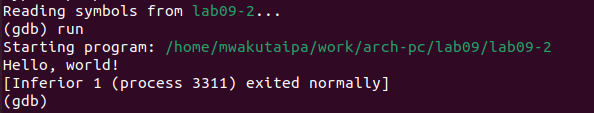 Reading symbols from lab09-2...
(gdb) run
Starting program: /home/mwakutaipa/work/arch-pc/lab09/lab09-2
Hello, world!
[Inferior 1 (process 3311) exited normally]
(gdb)